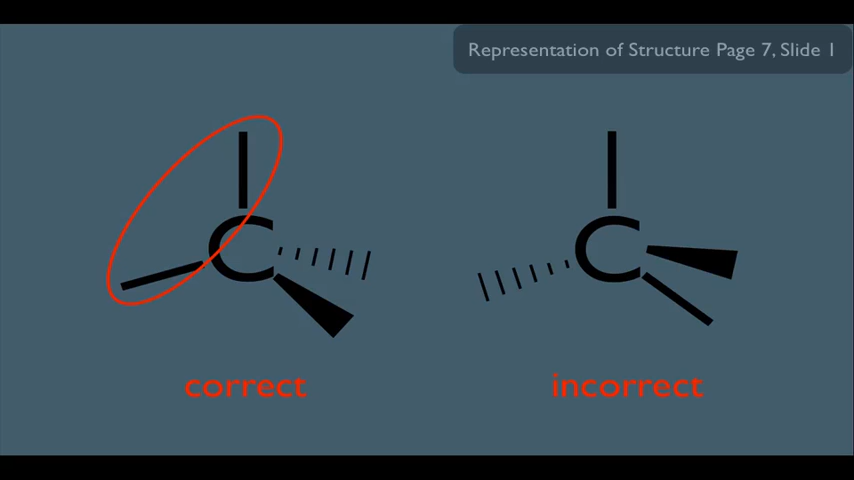 Representation of Structure Page 7, Slide 1
C
C
correct
incorrect